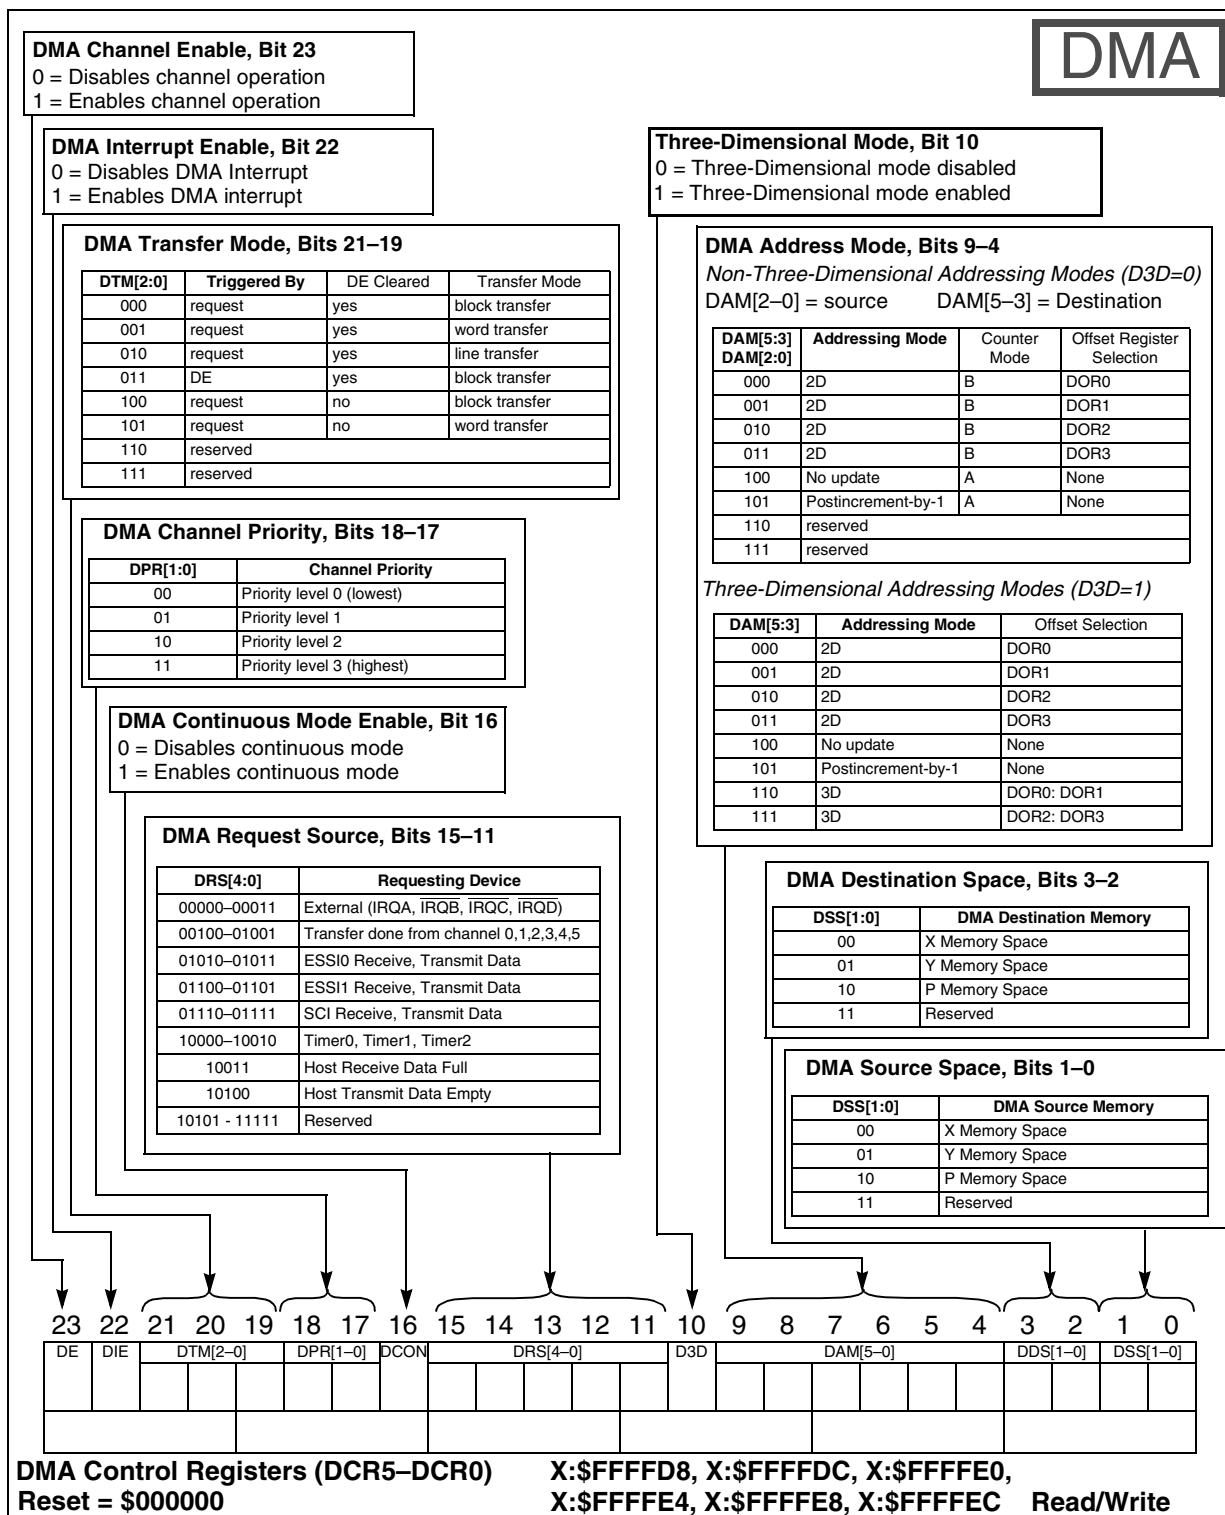 DMA
DMA Channel Enable, Bit 23
0 = Disables channel operation
1 = Enables channel operation
DMA Interrupt Enable, Bit 22
0 = Disables DMA Interrupt
1 = Enables DMA interrupt
DMA Transfer Mode, Bits 21–19
DTM[2:0] Triggered By DE Cleared Transfer Mode
000 request yes block transfer
001 request yes word transfer
010 request yes line transfer
011 DE yes block transfer
100 request no block transfer
101 request no word transfer
110 reserved
111 reserved
DMA Channel Priority, Bits 18–17
DPR[1:0] Channel Priority
00 Priority level 0 (lowest)
01 Priority level 1
10 Priority level 2
11 Priority level 3 (highest)
DMA Continuous Mode Enable, Bit 16
0 = Disables continuous mode
1 = Enables continuous mode
DMA Request Source, Bits 15–11
DRS[4:0] Requesting Device
00000–00011 External (IRQA, IRQB, IRQC, IRQD)
00100–01001 Transfer done from channel 0,1,2,3,4,5
01010–01011 ESSI0 Receive, Transmit Data
01100–01101 ESSI1 Receive, Transmit Data
01110–01111 SCI Receive, Transmit Data
10000–10010 Timer0, Timer1, Timer2
10011 Host Receive Data Full
10100 Host Transmit Data Empty
10101 - 11111 Reserved
Three-Dimensional Mode, Bit 10
0 = Three-Dimensional mode disabled
1 = Three-Dimensional mode enabled
DMA Address Mode, Bits 9–4
Non-Three-Dimensional Addressing Modes (D3D=0)
DAM[2–0] = source DAM[5–3] = Destination
DAM[5:3] Addressing Mode Counter Offset Register
DAM[2:0] Mode Selection
000 2D B DOR0
001 2D B DOR1
010 2D B DOR2
011 2D B DOR3
100 No update A None
101 Postincrement-by-1 A None
110 reserved
111 reserved
Three-Dimensional Addressing Modes (D3D=1)
DAM[5:3] Addressing Mode Offset Selection
000 2D DOR0
001 2D DOR1
010 2D DOR2
011 2D DOR3
100 No update None
101 Postincrement-by-1 None
110 3D DOR0: DOR1
111 3D DOR2: DOR3
DMA Destination Space, Bits 3–2
DSS[1:0] DMA Destination Memory
00 X Memory Space
01 Y Memory Space
10 P Memory Space
11 Reserved
DMA Source Space, Bits 1–0
DSS[1:0] DMA Source Memory
00 X Memory Space
01 Y Memory Space
10 P Memory Space
11 Reserved
23 22 21 20 19 18 17 16 15 14 13 12 11 10 9 8 7 6 5 4 3 2 1 0
DE DIE DTM[2–0] DPR[1–0] DCON DRS[4–0] D3D DAM[5–0] DDS[1–0] DSS[1–0]
DMA Control Registers (DCR5–DCR0) X:$FFFFD8, X:$FFFFDC, X:$FFFFE0,
Reset = $000000 X:$FFFFE4, X:$FFFFE8, X:$FFFFEC Read/Write